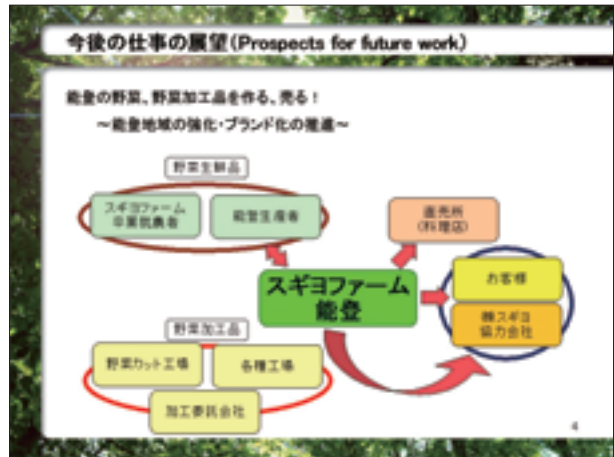 今後の仕事の展望(Prospects for future work)
能登の野菜、野菜加工品を作る、売る!
～能登地域の強化・ブランド化の推進～
野菜生鮮品
スギヨファーム
卒業就農者
能登生産者
直売所
(料理店)
スギヨファーム
能登
お客様
㈱スギヨ
協力会社
野菜加工品
野菜カット工場
各種工場
加工委託会社
4